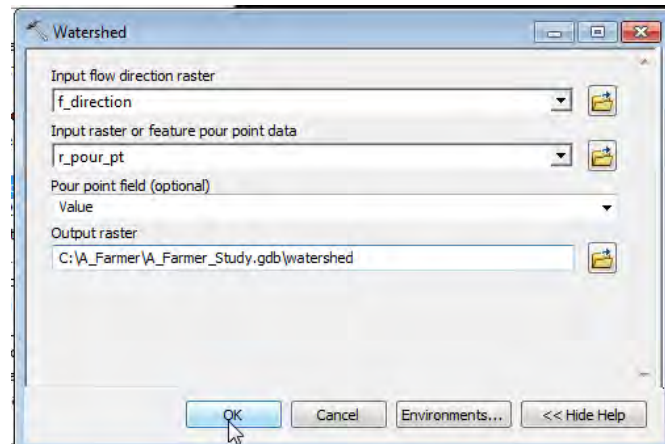 Watershed
Input flow direction raster
f_direction
Input raster or feature pour point data
r_pour_pt
Pour point field (optional)
Value
Output raster
C:\A_Farmer\A_Farmer_Study.gdb\watershed
OK Cancel Environments... << Hide Help